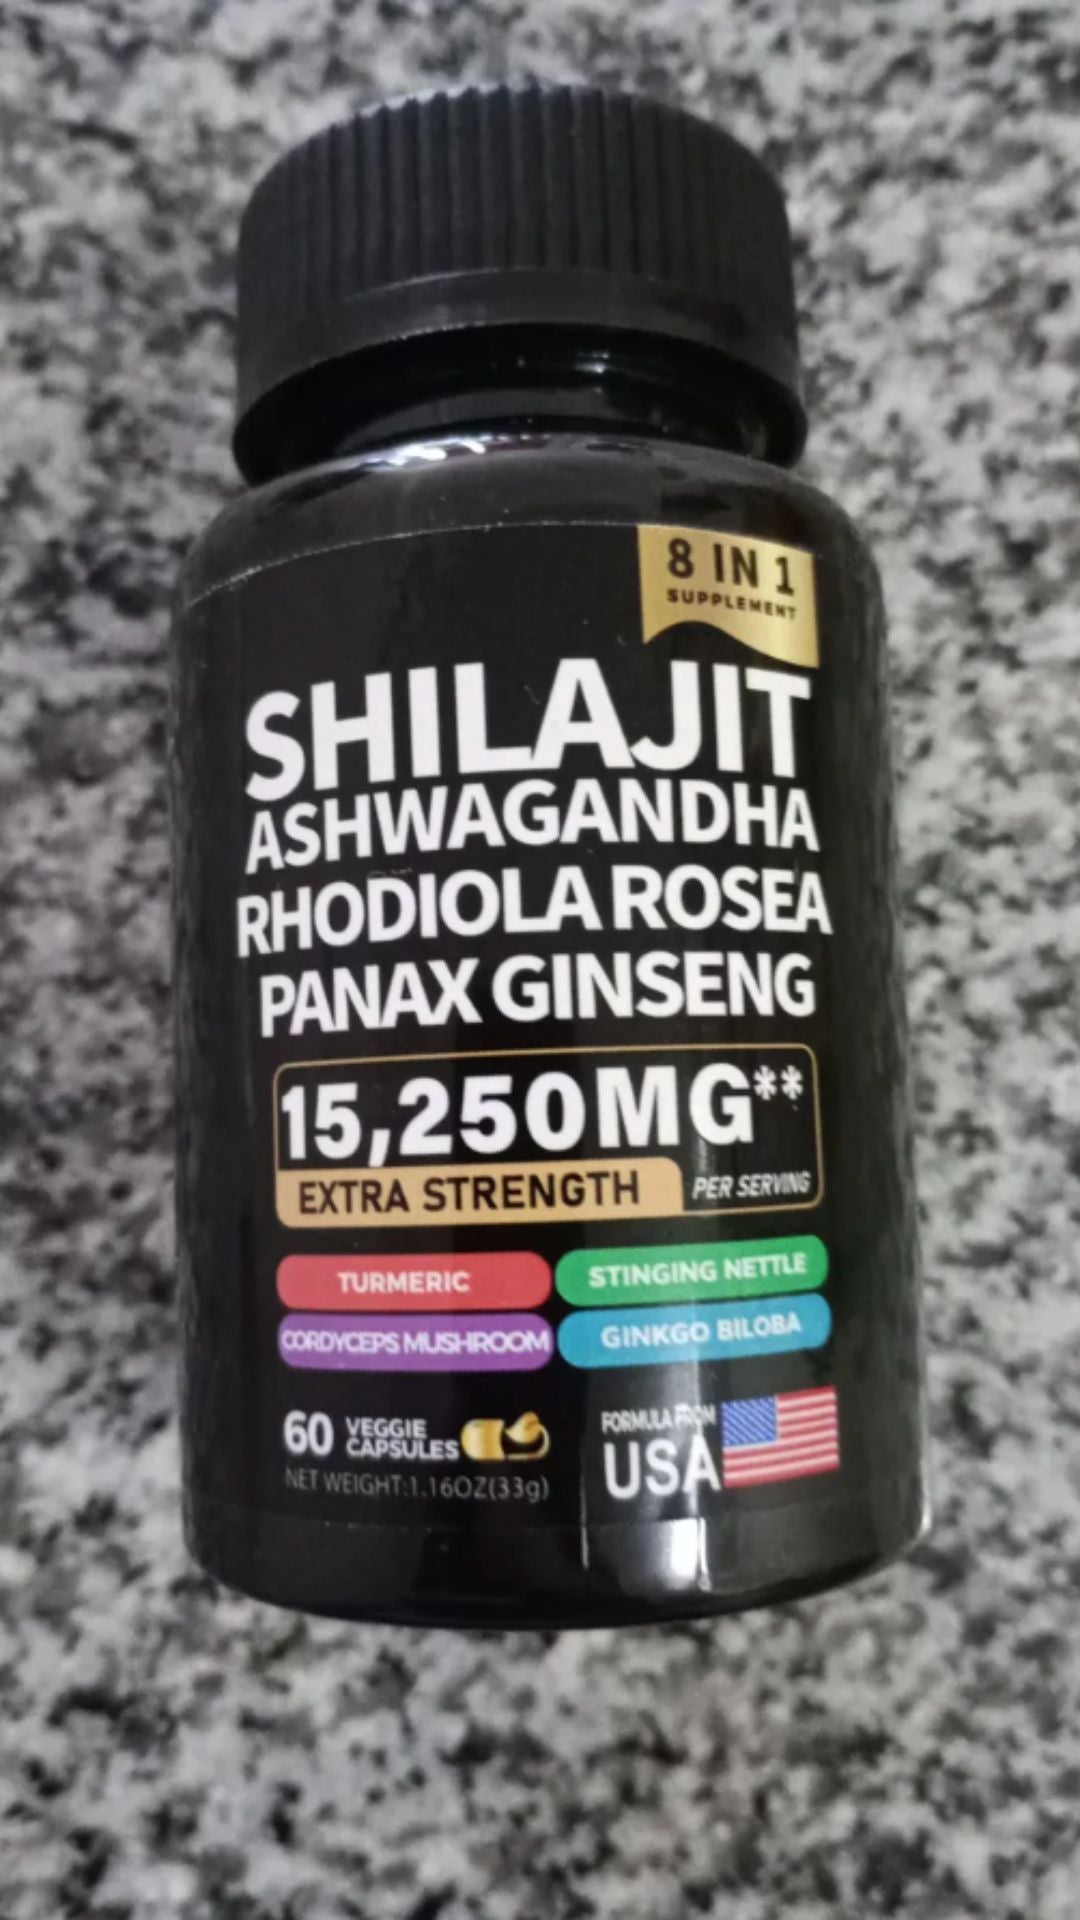 8 IN 1
SUPPLEMENT
SHILAJIT
ASHWAGANDHA
RHODIOLA ROSEA
PANAX GINSENG
15,250MG**
EXTRA STRENGTH PER SERVING
TURMERIC STINGING NETTLE
CORDYCEPS MUSHROOM GINKGO BILOBA
60 VEGGIE
CAPSULES
NET WEIGHT:1.16OZ(33g)
FORMULA FROM
USA